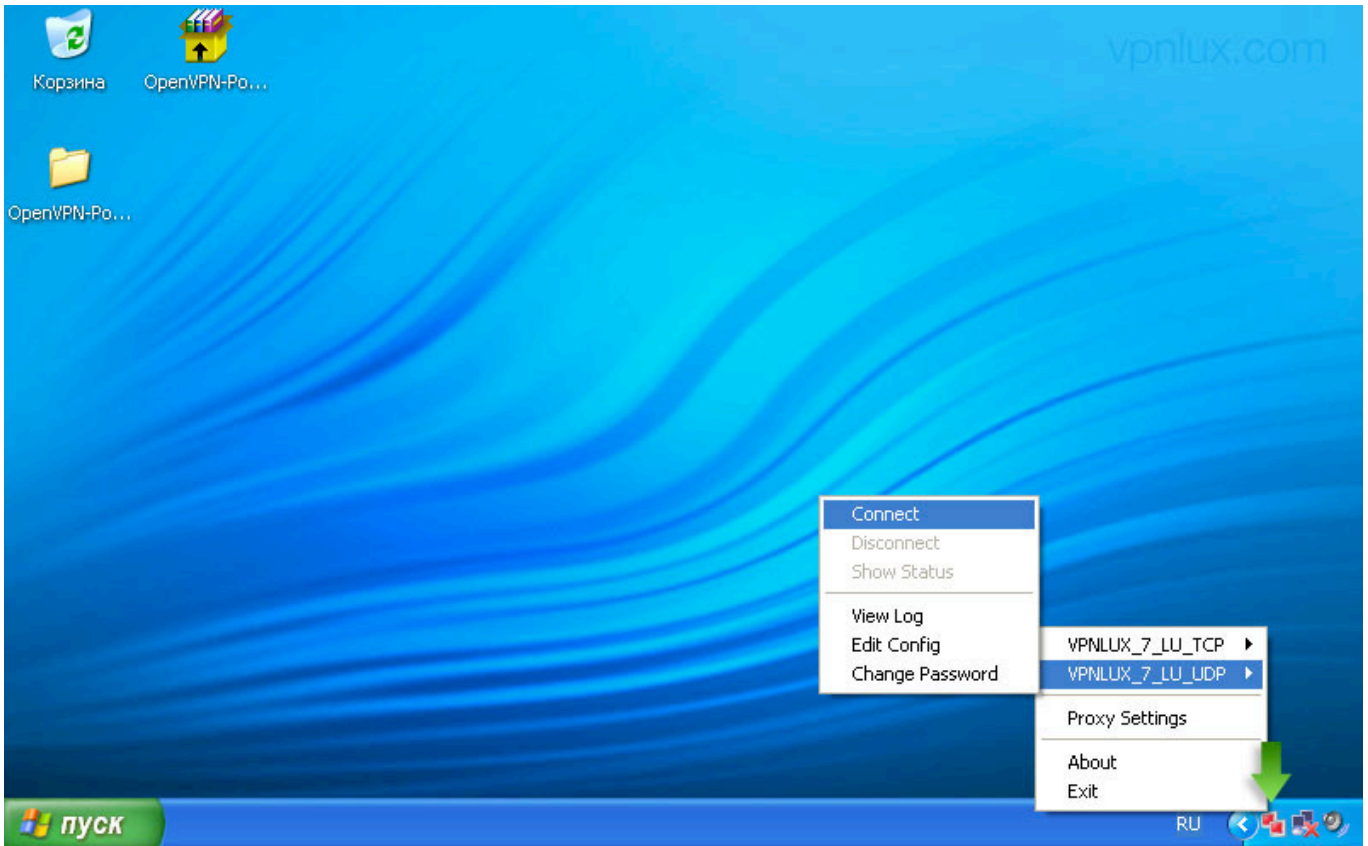 vpnlux.com
Корзина
OpenVPN-Po...
OpenVPN-Po...
Connect
Disconnect
Show Status
View Log
Edit Config
Change Password
VPNLUX_7_LU_TCP
VPNLUX_7_LU_UDP
Proxy Settings
About
Exit
пуск
RU